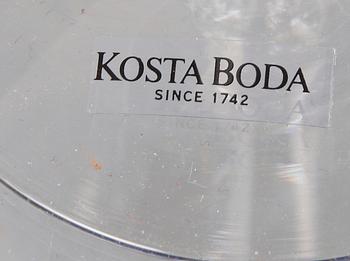 KOSTA BODA
SINCE 1742